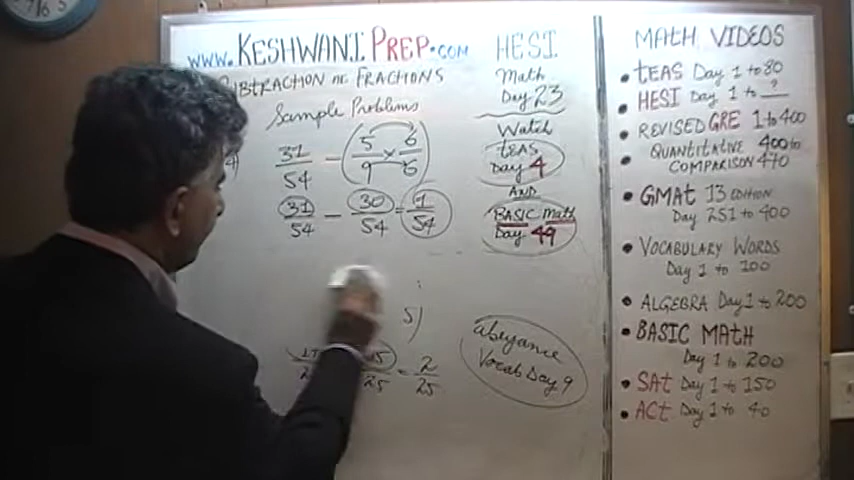 www.KESHWANI PREP.COM
SUBTRACTION OF FRACTIONS
Sample Problems
4) 31/54 - (5/9 × 6/6)
31/54 - 30/54 = 1/54
5)
15/25 = 2/25
HESI
Math
Day 23
Watch
TEAS
Day 4
AND
BASIC Math
Day 49
abeyance
Vocab Day 9
MATH VIDEOS
• TEAS Day 1 to 80
• HESI Day 1 to ?
• REVISED GRE 1 to 400
• QUANTITATIVE 400 to
COMPARISON 470
• GMAT 13 EDITION
Day 251 to 400
• VOCABULARY WORDS
Day 1 to 100
• ALGEBRA Day 1 to 200
• BASIC MATH
Day 1 to 200
• SAT Day 1 to 150
• ACT Day 1 to 40